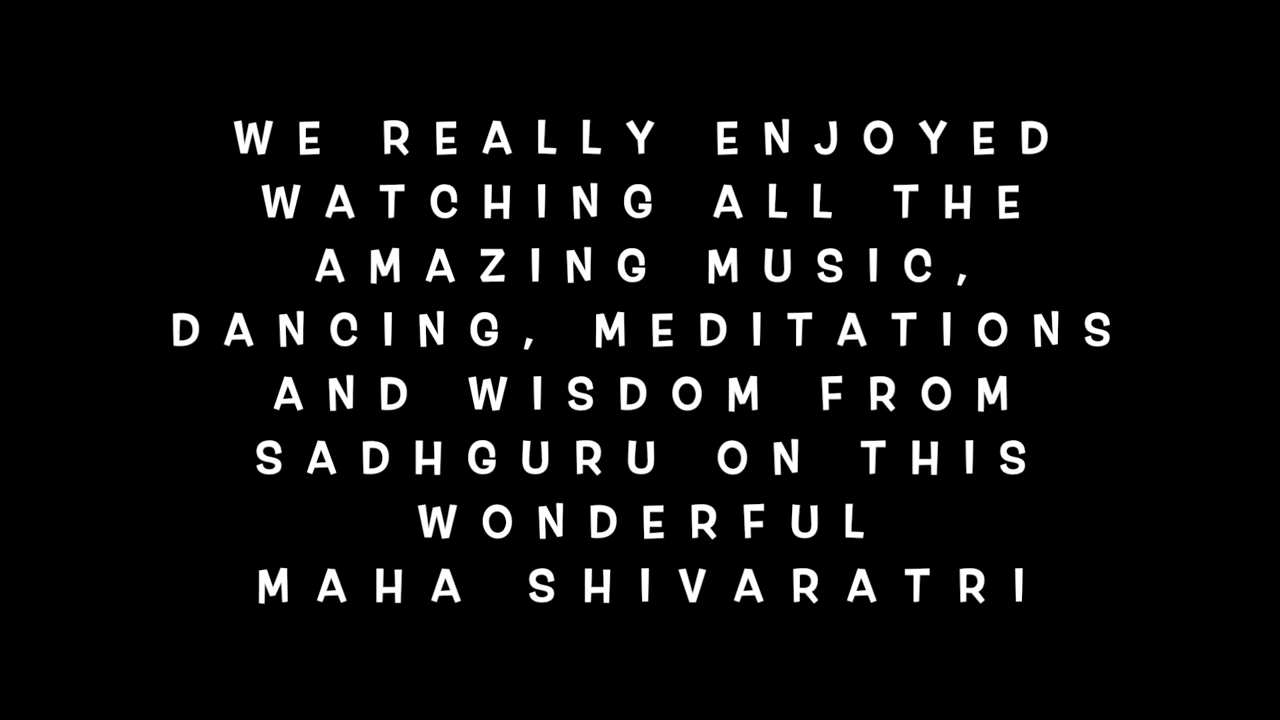 WE REALLY ENJOYED
WATCHING ALL THE
AMAZING MUSIC,
DANCING, MEDITATIONS
AND WISDOM FROM
SADHGURU ON THIS
WONDERFUL
MAHA SHIVARATRI